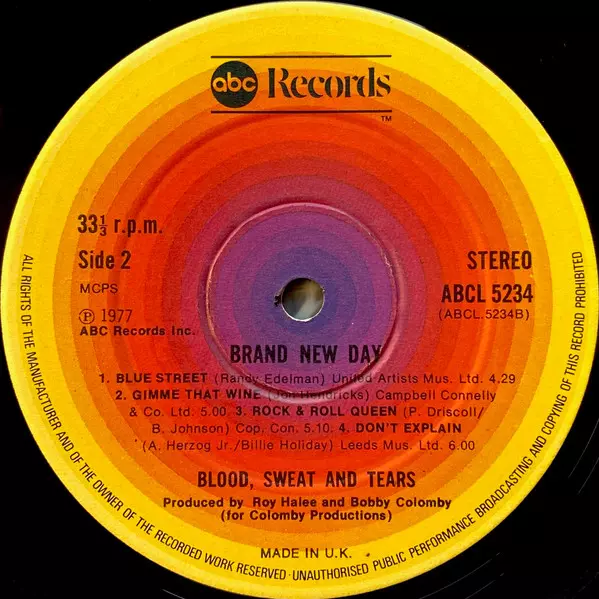 abc Records
TM
33⅓ r.p.m.
Side 2
MCPS
Ⓟ 1977
ABC Records Inc.
STEREO
ABCL 5234
(ABCL.5234B)
BRAND NEW DAY
1. BLUE STREET (Randy Edelman) United Artists Mus. Ltd. 4.29
2. GIMME THAT WINE (Jon Hendricks) Campbell Connelly
& Co. Ltd. 5.00. 3. ROCK & ROLL QUEEN (P. Driscoll/
B. Johnson) Cop. Con. 5.10. 4. DON'T EXPLAIN
(A. Herzog Jr./Billie Holiday) Leeds Mus. Ltd. 6.00
BLOOD, SWEAT AND TEARS
Produced by Roy Halee and Bobby Colomby
(for Colomby Productions)
MADE IN U.K.
ALL RIGHTS OF THE MANUFACTURER AND OF THE OWNER OF THE RECORDED WORK RESERVED·UNAUTHORISED PUBLIC PERFORMANCE BROADCASTING AND COPYING OF THIS RECORD PROHIBITED